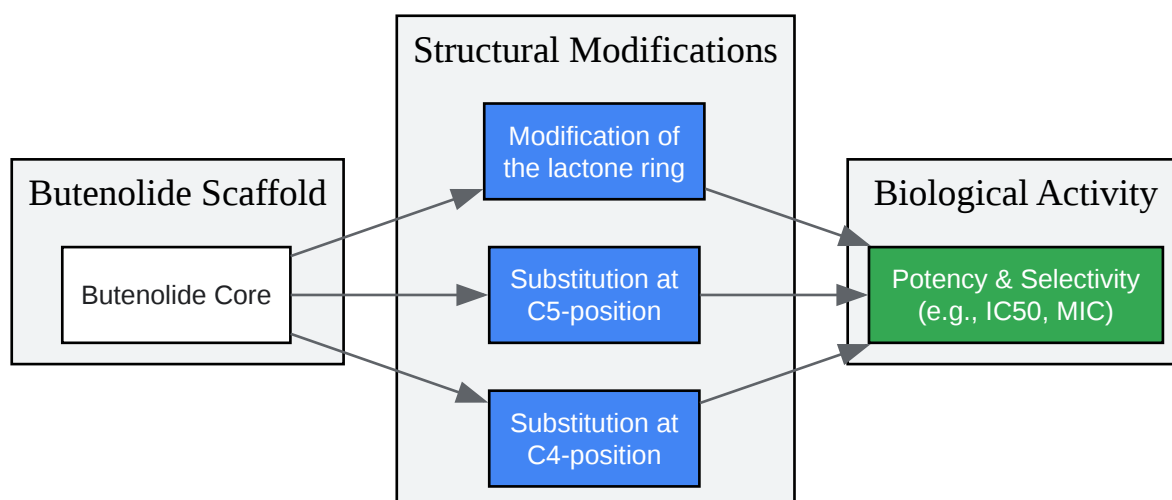 Structural Modifications
Modification of
the lactone ring
Butenolide Scaffold
Butenolide Core
Substitution at
C5-position
Substitution at
C4-position
Biological Activity
Potency & Selectivity
(e.g., IC50, MIC)